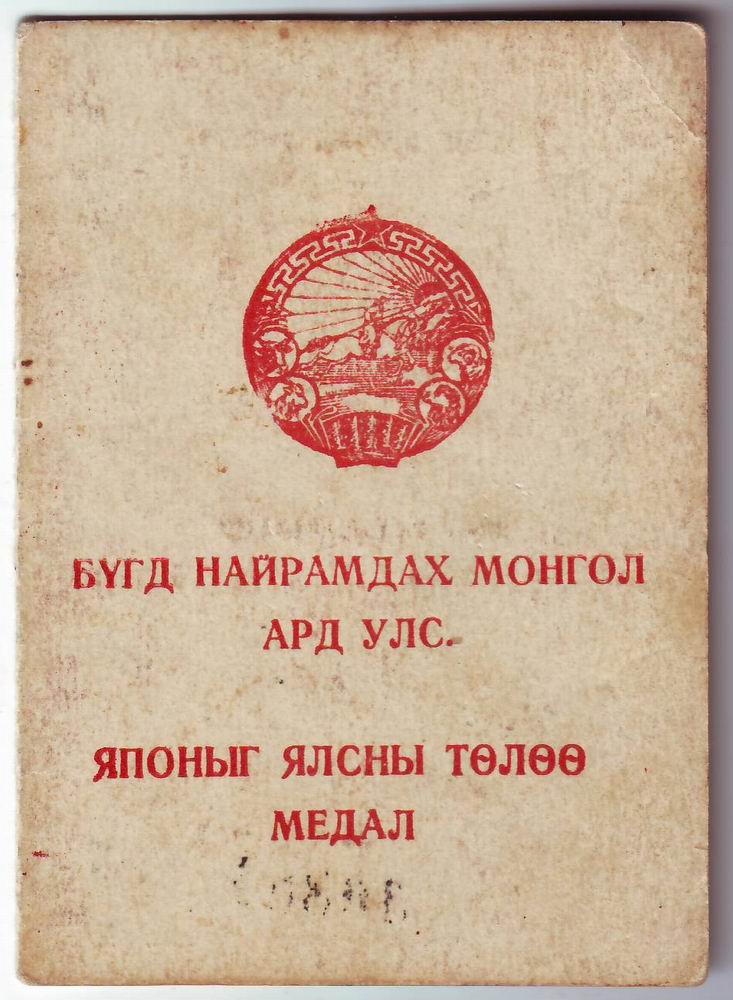 БҮГД НАЙРАМДАХ МОНГОЛ
АРД УЛС.
ЯПОНЫГ ЯЛСНЫ ТӨЛӨӨ
МЕДАЛ